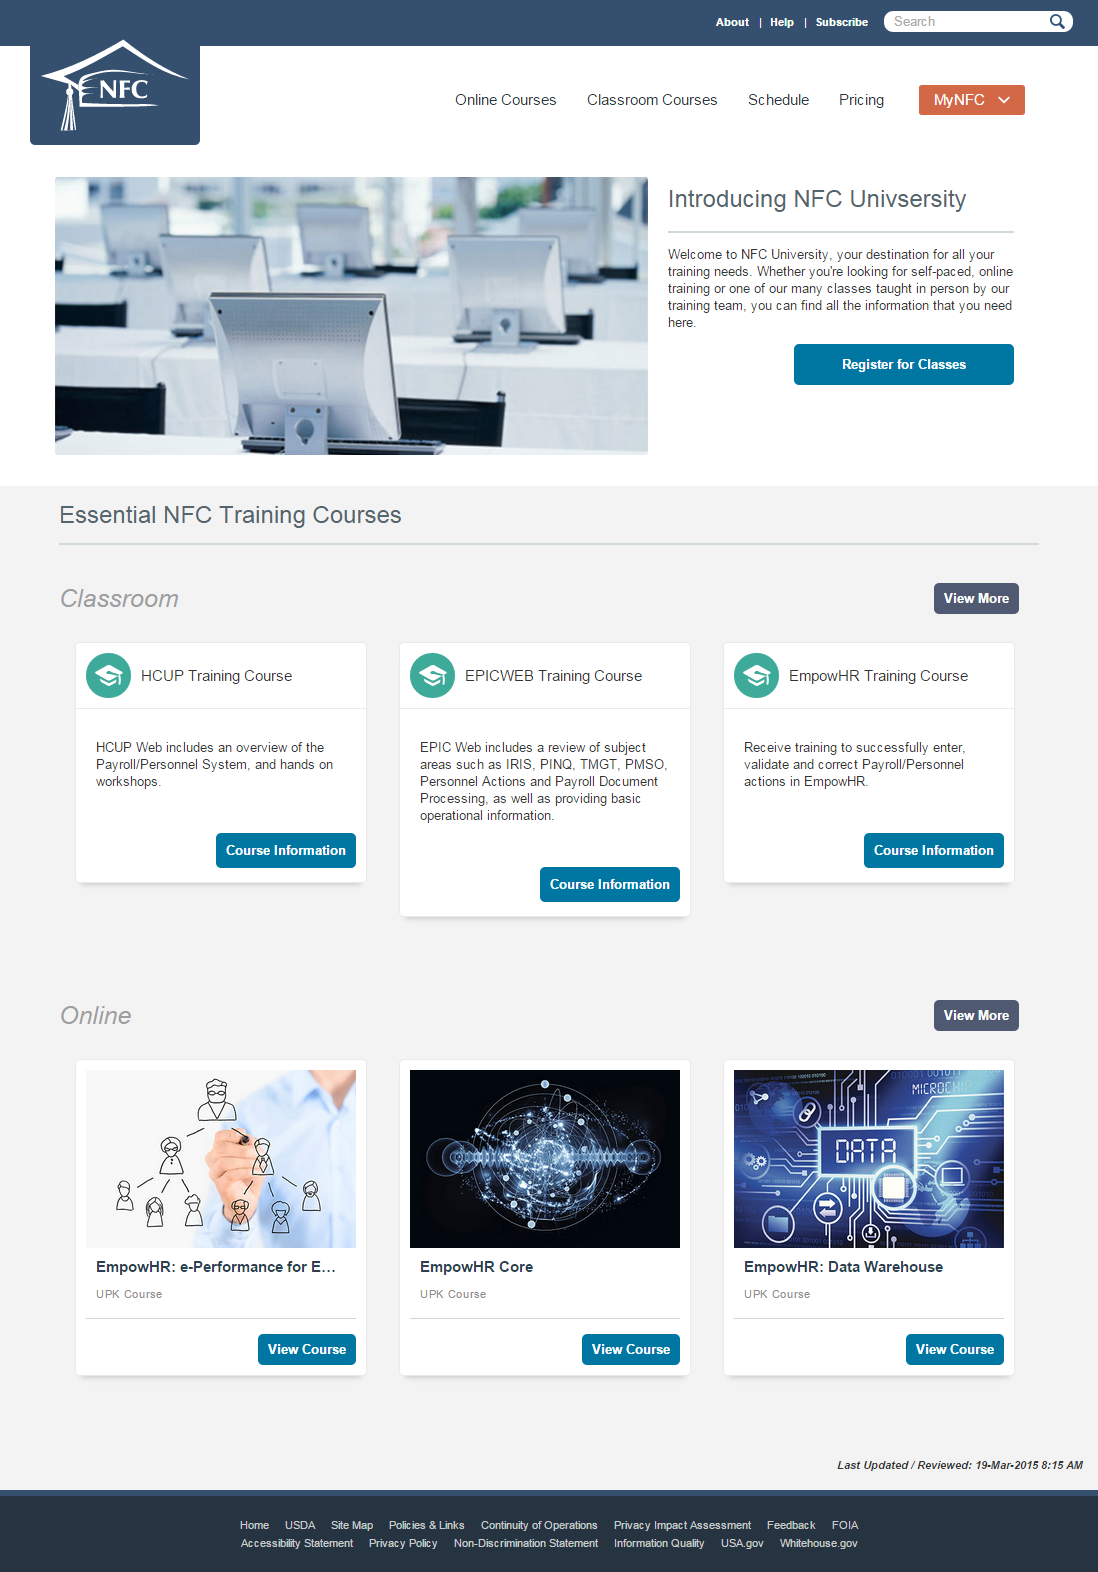 About | Help | Subscribe Search
NFC
Online Courses Classroom Courses Schedule Pricing MyNFC
Introducing NFC Univsersity
Welcome to NFC University, your destination for all your
training needs. Whether you're looking for self-paced, online
training or one of our many classes taught in person by our
training team, you can find all the information that you need
here.
Register for Classes
Essential NFC Training Courses
Classroom
View More
HCUP Training Course
HCUP Web includes an overview of the
Payroll/Personnel System, and hands on
workshops.
Course Information
EPICWEB Training Course
EPIC Web includes a review of subject
areas such as IRIS, PINQ, TMGT, PMSO,
Personnel Actions and Payroll Document
Processing, as well as providing basic
operational information.
Course Information
EmpowHR Training Course
Receive training to successfully enter,
validate and correct Payroll/Personnel
actions in EmpowHR.
Course Information
Online
View More
EmpowHR: e-Performance for E...
UPK Course
View Course
EmpowHR Core
UPK Course
View Course
MICROCHIP
DATA
EmpowHR: Data Warehouse
UPK Course
View Course
Last Updated / Reviewed: 19-Mar-2015 8:15 AM
Home USDA Site Map Policies & Links Continuity of Operations Privacy Impact Assessment Feedback FOIA
Accessibility Statement Privacy Policy Non-Discrimination Statement Information Quality USA.gov Whitehouse.gov